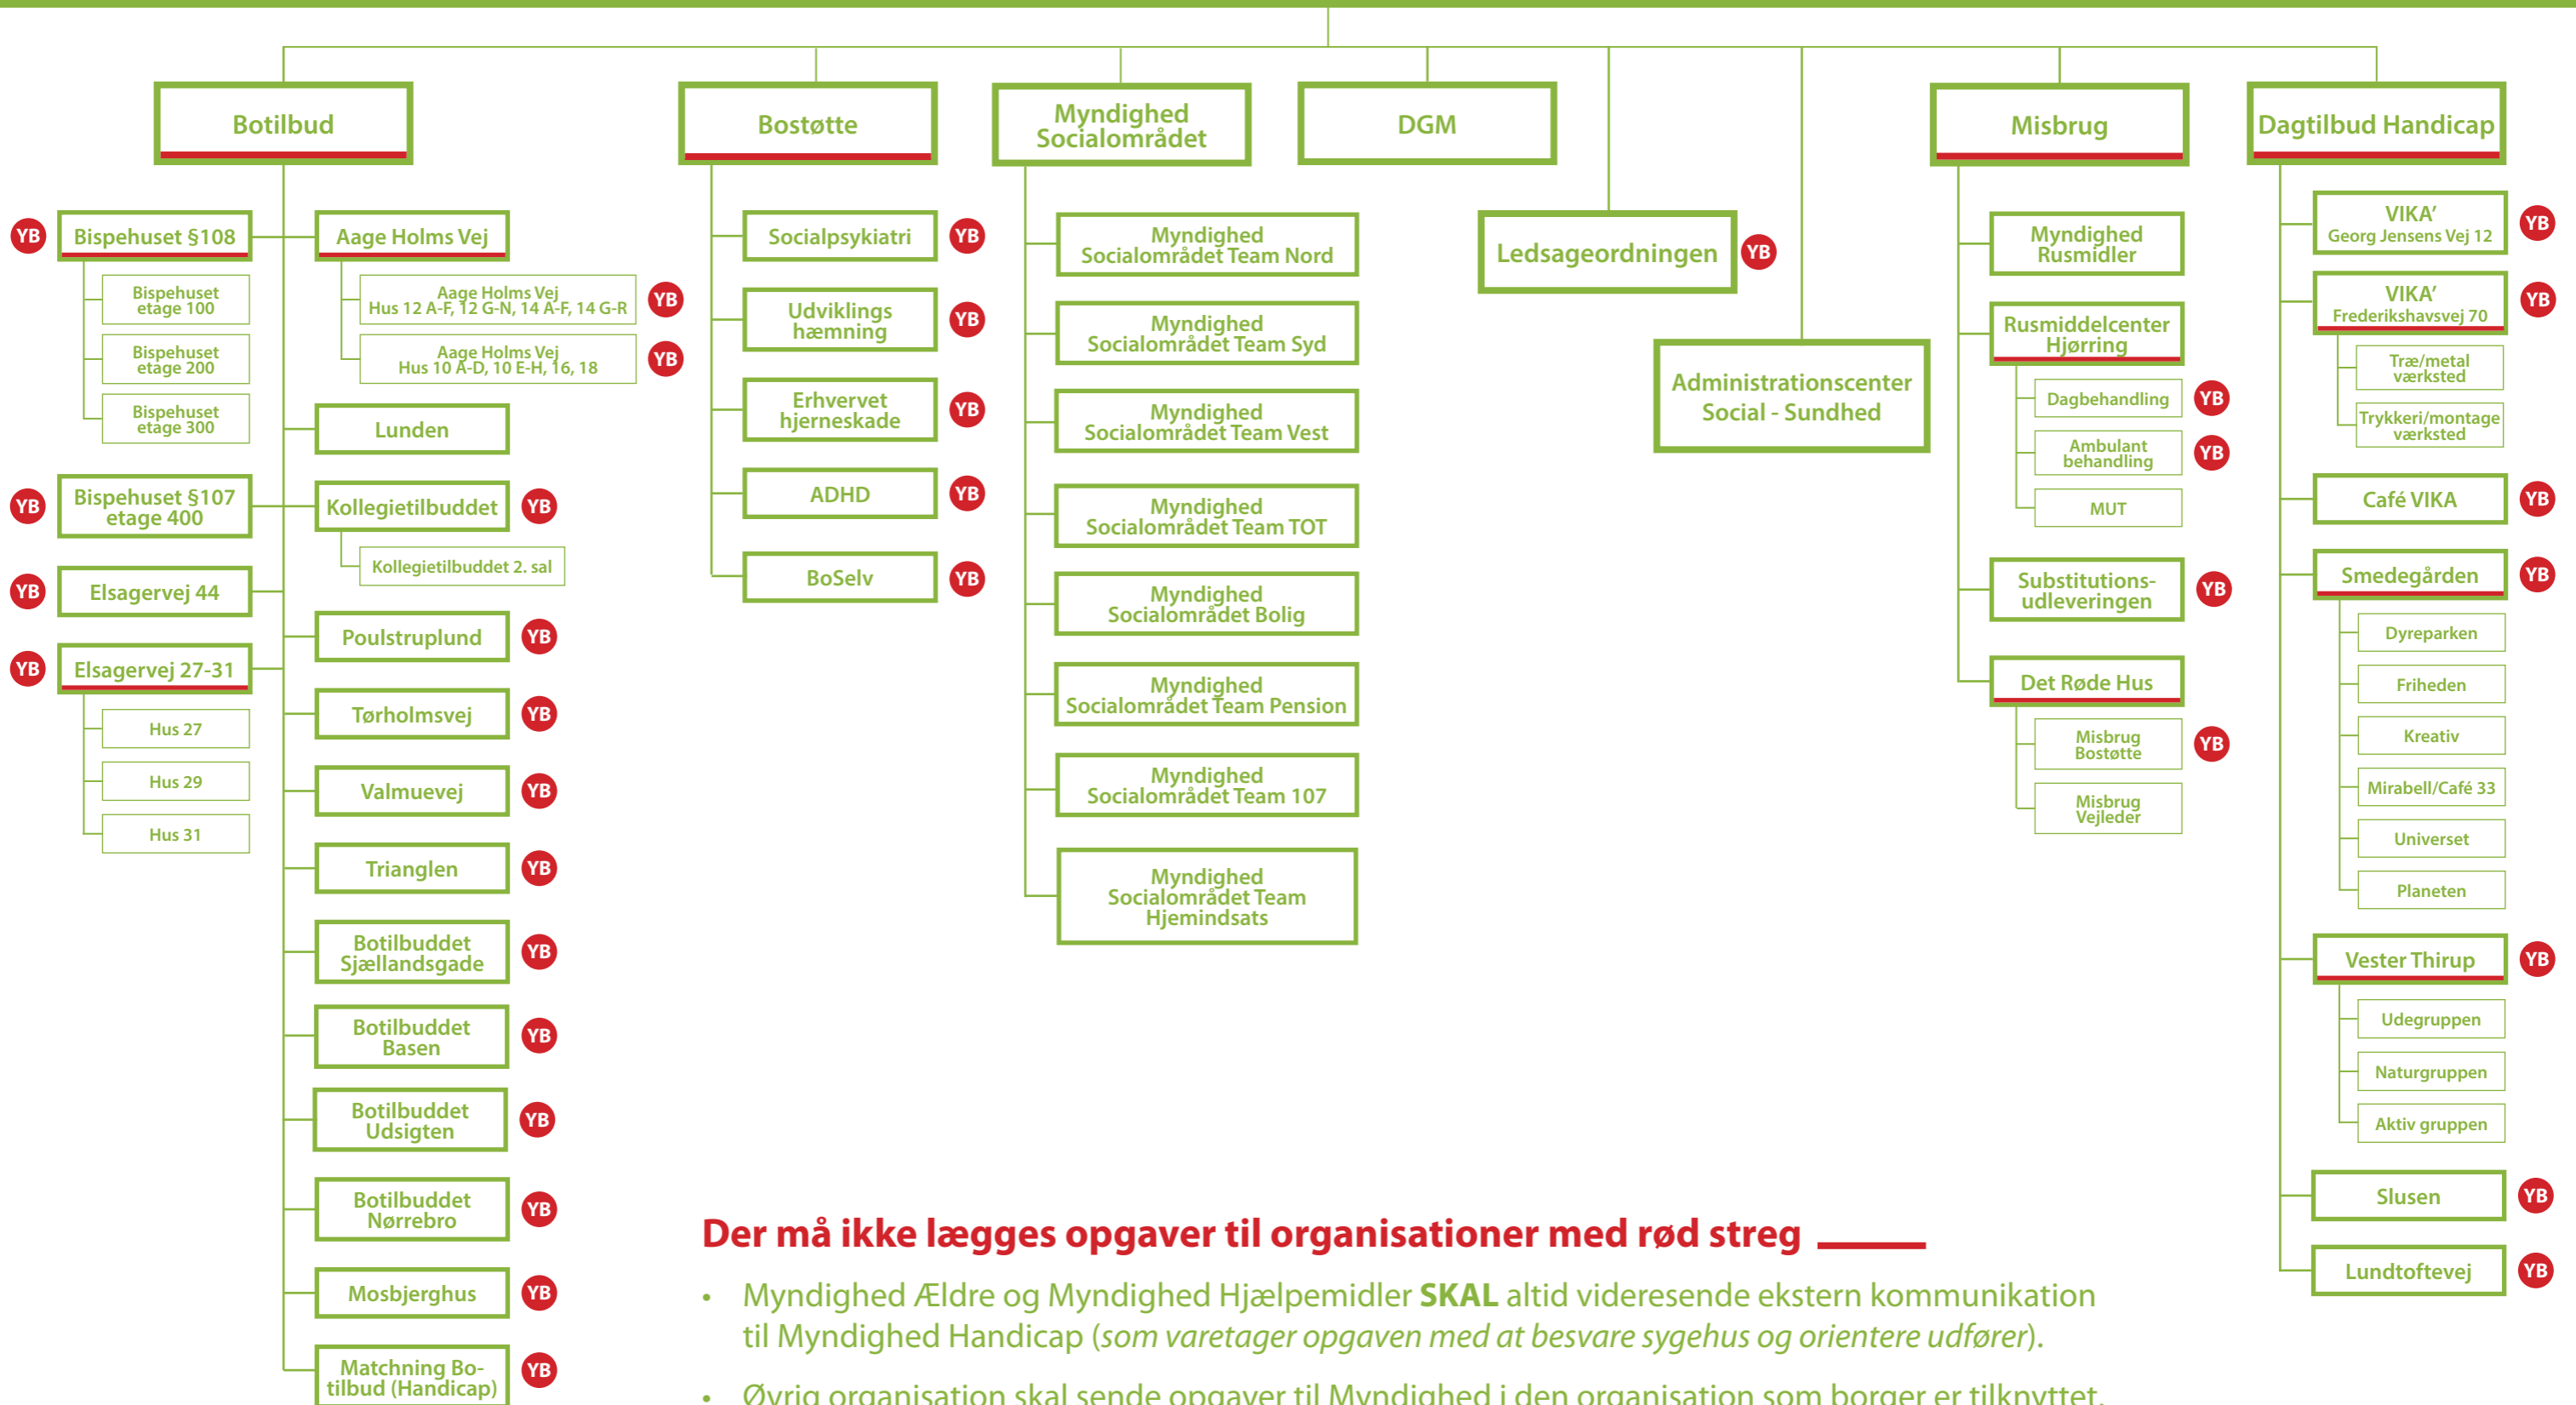 Botilbud
YB
Bispehuset §108
Bispehuset
etage 100
Bispehuset
etage 200
Bispehuset
etage 300
YB
Bispehuset §107
etage 400
YB
Elsagervej 44
YB
Elsagervej 27-31
Hus 27
Hus 29
Hus 31
Aage Holms Vej
Aage Holms Vej
Hus 12 A-F, 12 G-N, 14 A-F, 14 G-R
YB
Aage Holms Vej
Hus 10 A-D, 10 E-H, 16, 18
YB
Lunden
Kollegietilbuddet
YB
Kollegietilbuddet 2. sal
Poulstruplund
YB
Tørholmsvej
YB
Valmuevej
YB
Trianglen
YB
Botilbuddet
Sjællandsgade
YB
Botilbuddet
Basen
YB
Botilbuddet
Udsigten
YB
Botilbuddet
Nørrebro
YB
Mosbjerghus
YB
Matchning Bo-
tilbud (Handicap)
YB
Bostøtte
Socialpsykiatri
YB
Udviklings
hæmning
YB
Erhvervet
hjerneskade
YB
ADHD
YB
BoSelv
YB
Myndighed
Socialområdet
Myndighed
Socialområdet Team Nord
Myndighed
Socialområdet Team Syd
Myndighed
Socialområdet Team Vest
Myndighed
Socialområdet Team TOT
Myndighed
Socialområdet Bolig
Myndighed
Socialområdet Team Pension
Myndighed
Socialområdet Team 107
Myndighed
Socialområdet Team
Hjemindsats
DGM
Ledsageordningen
YB
Administrationscenter
Social - Sundhed
Misbrug
Myndighed
Rusmidler
Rusmiddelcenter
Hjørring
Dagbehandling
YB
Ambulant
behandling
YB
MUT
Substitutions-
udleveringen
YB
Det Røde Hus
Misbrug
Bostøtte
YB
Misbrug
Vejleder
Dagtilbud Handicap
VIKA’
Georg Jensens Vej 12
YB
VIKA’
Frederikshavsvej 70
YB
Træ/metal
værksted
Trykkeri/montage
værksted
Café VIKA
YB
Smedegården
YB
Dyreparken
Friheden
Kreativ
Mirabell/Café 33
Universet
Planeten
Vester Thirup
YB
Udegruppen
Naturgruppen
Aktiv gruppen
Slusen
YB
Lundtoftevej
YB
Der må ikke lægges opgaver til organisationer med rød streg
• Myndighed Ældre og Myndighed Hjælpemidler SKAL altid videresende ekstern kommunikation
til Myndighed Handicap (som varetager opgaven med at besvare sygehus og orientere udfører).
• Øvrig organisation skal sende opgaver til Myndighed i den organisation som borger er tilknyttet.